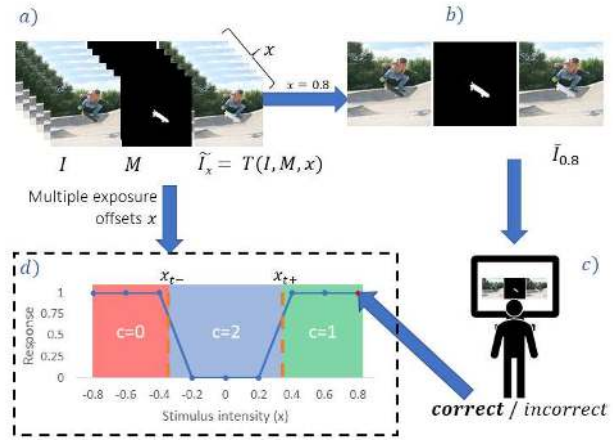 a)
b)
x
x = 0.8
I M Ĩₓ = T(I, M, x)
Ī₀.₈
Multiple exposure
offsets x
c)
d)
xₜ₋ xₜ₊
Response
1
0.75
0.5
0.25
0
c=0 c=2 c=1
-0.8 -0.6 -0.4 -0.2 0 0.2 0.4 0.6 0.8
Stimulus intensity (x)
correct / incorrect